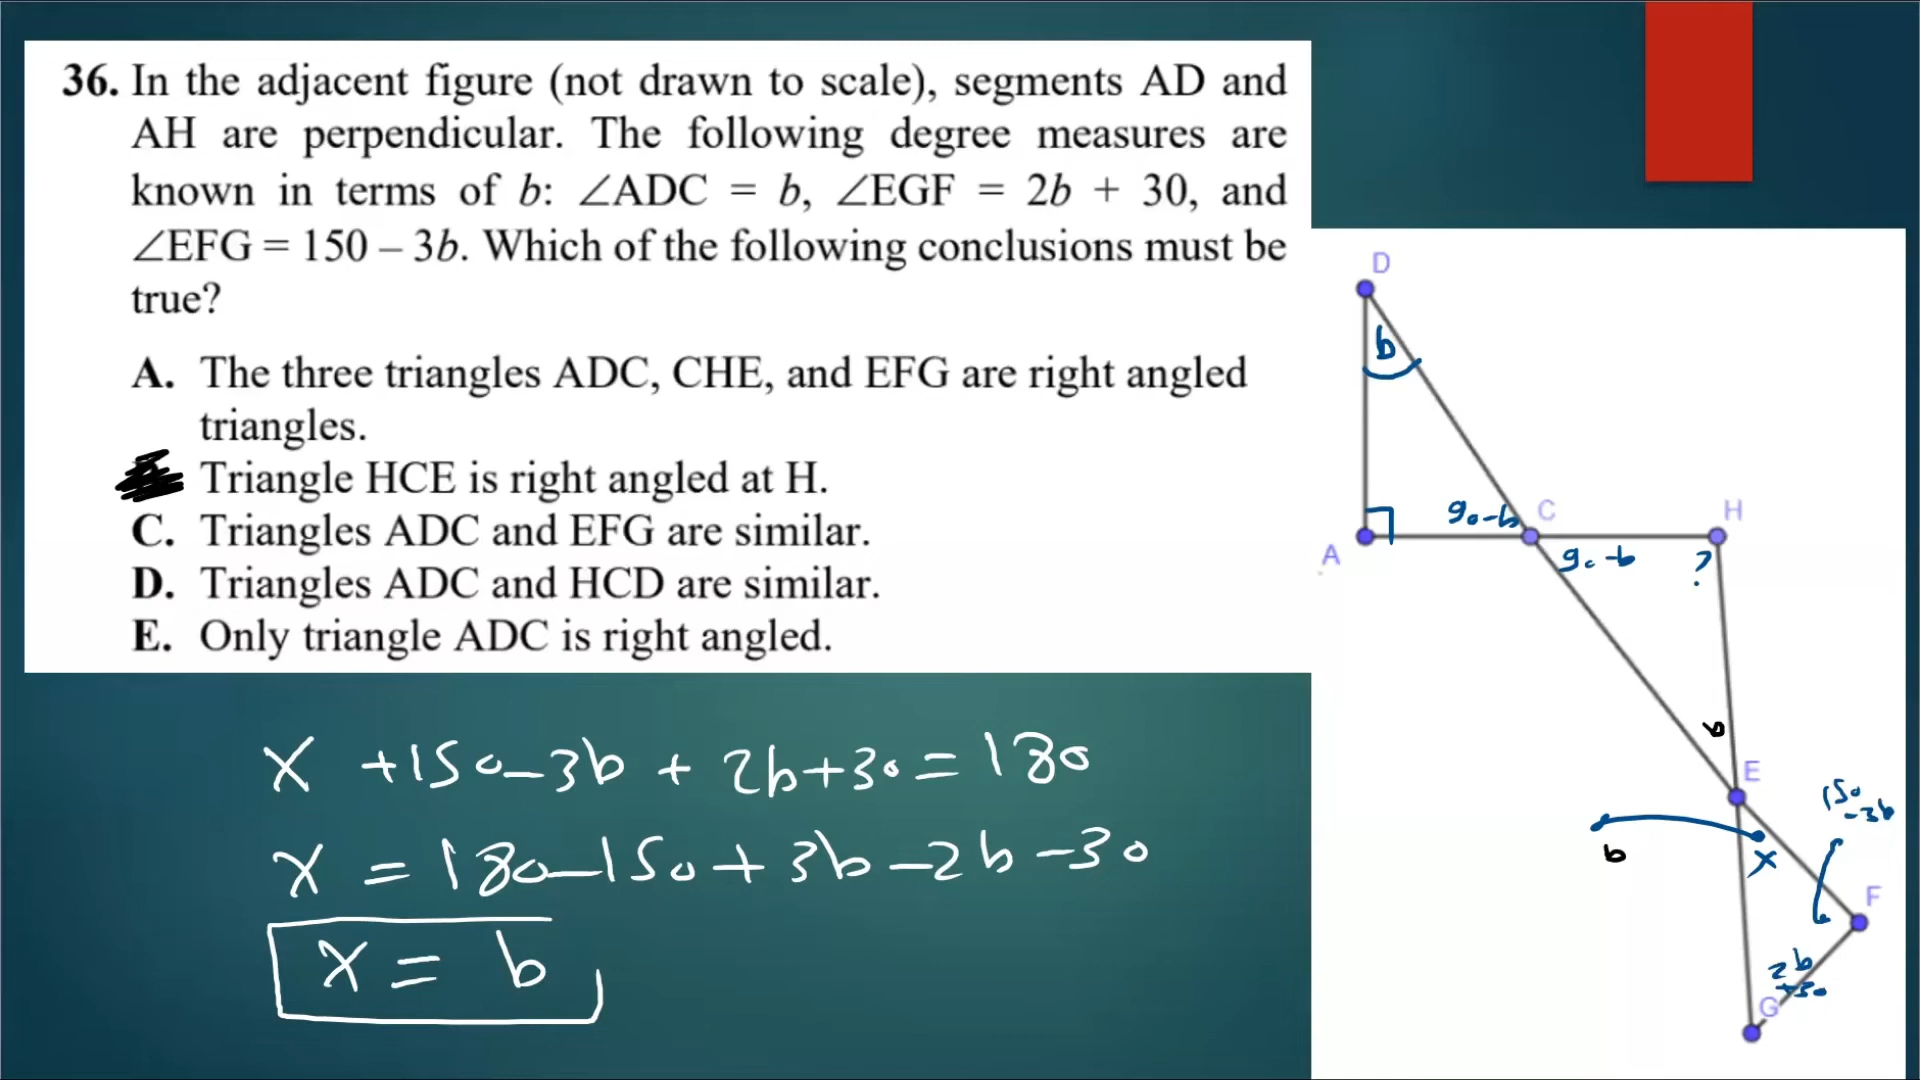 36. In the adjacent figure (not drawn to scale), segments AD and
AH are perpendicular. The following degree measures are
known in terms of b: ∠ADC = b, ∠EGF = 2b + 30, and
∠EFG = 150 – 3b. Which of the following conclusions must be
true?
A. The three triangles ADC, CHE, and EFG are right angled
triangles.
Triangle HCE is right angled at H.
C. Triangles ADC and EFG are similar.
D. Triangles ADC and HCD are similar.
E. Only triangle ADC is right angled.
x + 150 – 3b + 2b + 30 = 180
x = 180 – 150 + 3b – 2b – 30
x = b
D
b
90 – b
C
H
A
90 – b
?
b
E
150
– 3b
b
x
F
2b
+30
G